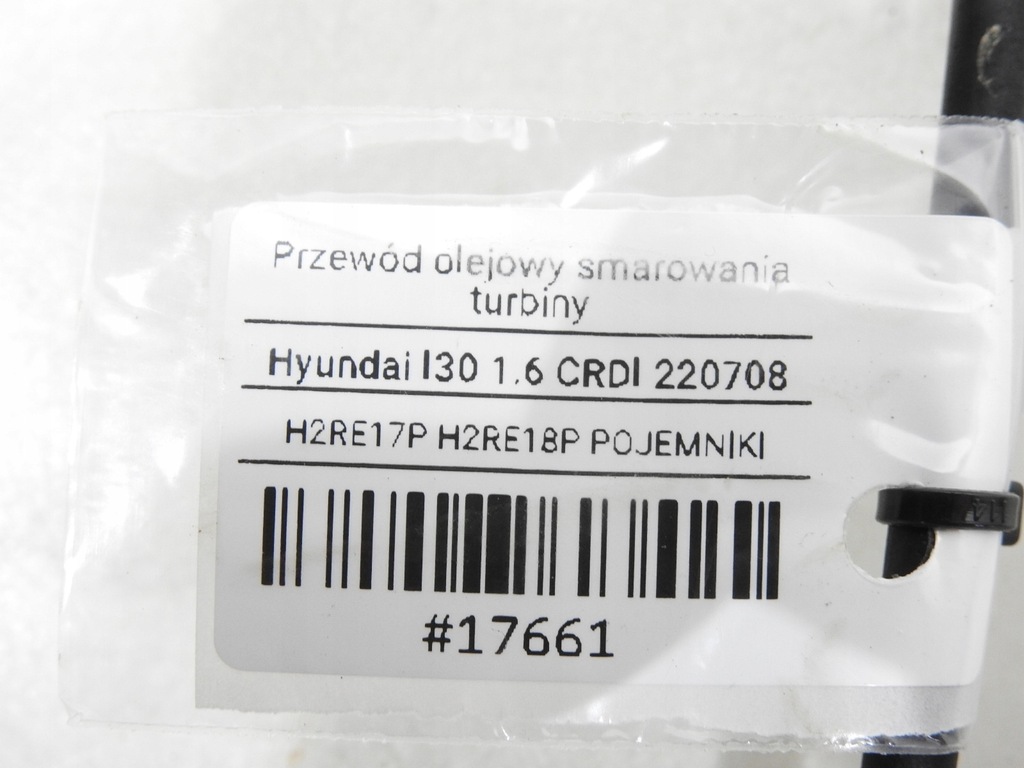 Przewód olejowy smarowania
turbiny
Hyundai I30 1.6 CRDI 220708
H2RE17P H2RE18P POJEMNIKI
#17661